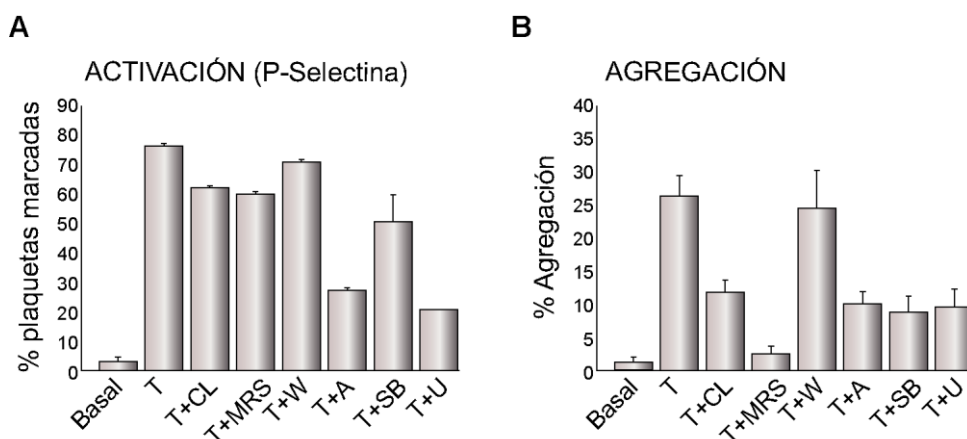 A
ACTIVACIÓN (P-Selectina)
% plaquetas marcadas
90
80
70
60
50
40
30
20
10
0
Basal
T
T+CL
T+MRS
T+W
T+A
T+SB
T+U
B
AGREGACIÓN
% Agregación
40
35
30
25
20
15
10
5
0
Basal
T
T+CL
T+MRS
T+W
T+A
T+SB
T+U